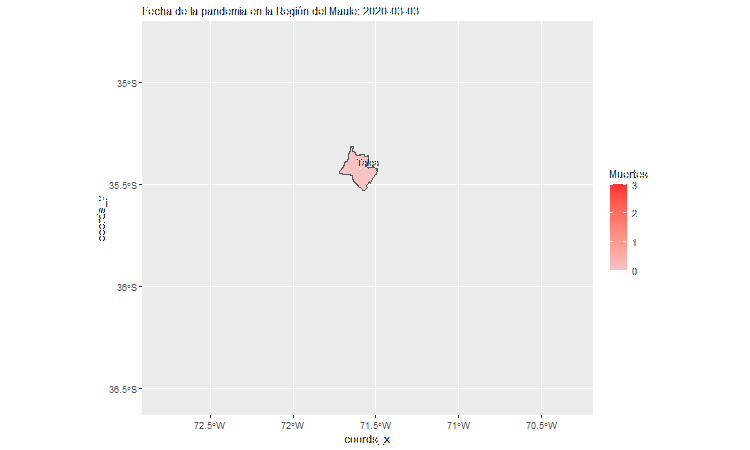 Fecha de la pandemia en la Región del Maule: 2020-03-03
35°S
35.5°S
36°S
36.5°S
coords_y
Talca
72.5°W
72°W
71.5°W
71°W
70.5°W
coords_x
Muertes
3
2
1
0